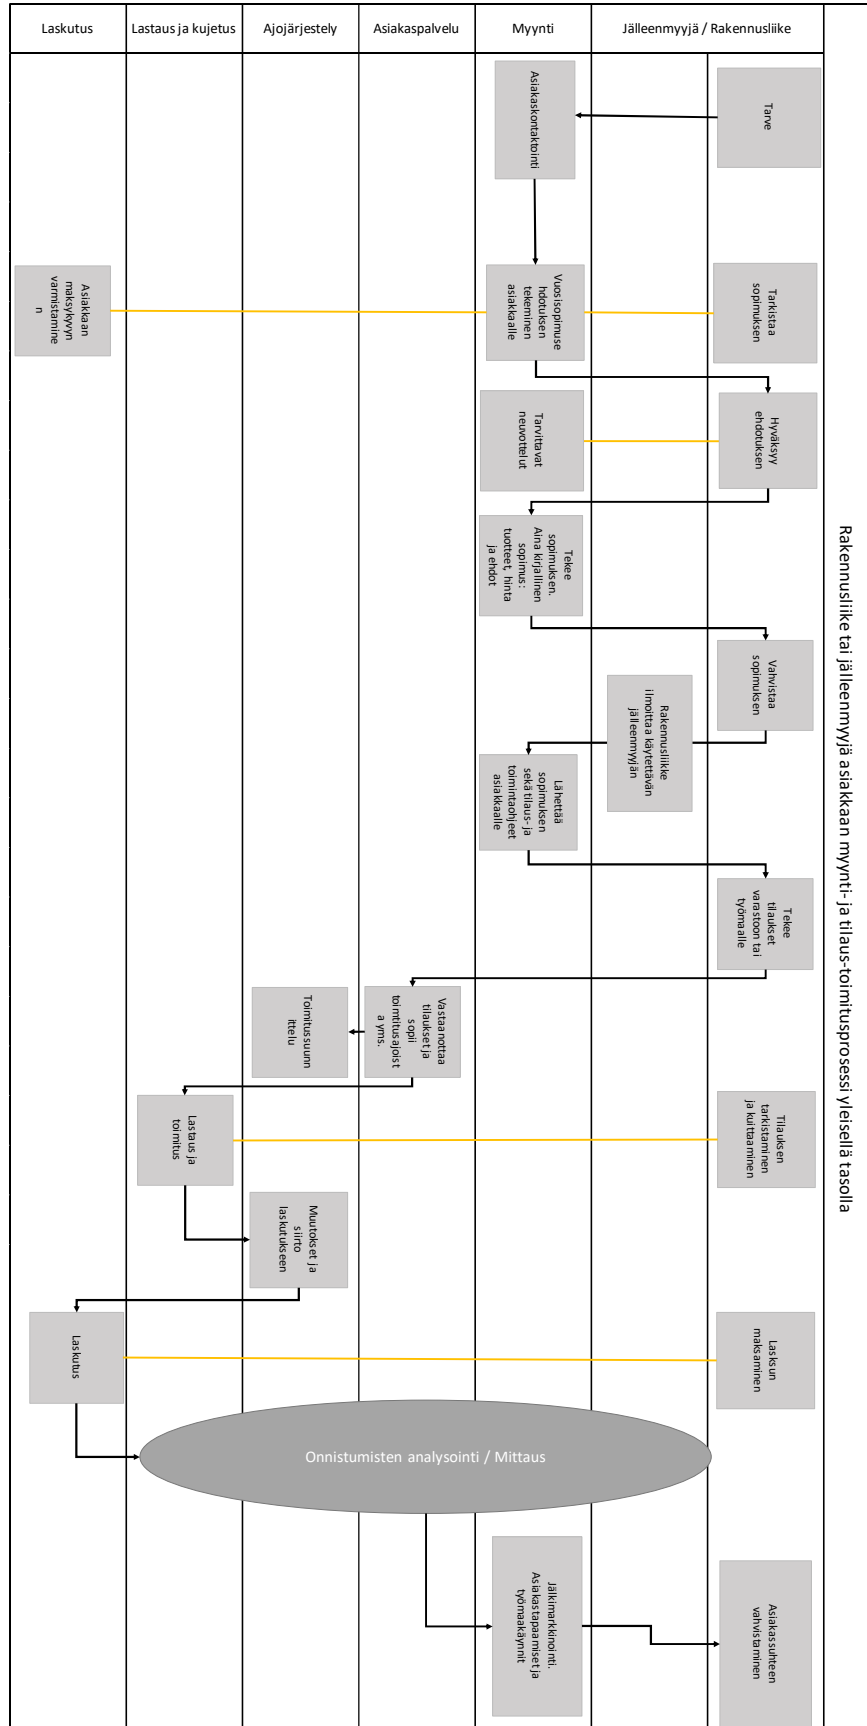 Rakennusliike tai jälleenmyyjä asiakkaan myynti- ja tilaus-toimitusprosessi yleisellä tasolla
Laskutus
Lastaus ja kujetus
Ajojärjestely
Asiakaspalvelu
Myynti
Jälleenmyyjä / Rakennusliike
Tarve
Asiakaskontaktointi
Asiakkaan
maksykyvyn
varmistamine
n
Vuosisopimuse
hdotuksen
tekeminen
asiakkaalle
Tarkistaa
sopimuksen
Hyväksyy
ehdotuksen
Tarvittavat
neuvottelut
Tekee
sopimuksen.
Aina kirjallinen
sopimus:
tuotteet, hinta
ja ehdot
Vahvistaa
sopimuksen
Rakennusliikke
ilmoittaa käytettävän
jälleenmyyjän
Lähettää
sopimuksen
sekä tilaus- ja
toimintaohjeet
asiakkaalle
Tekee
tilaukset
varastoon tai
työmaalle
Vastaanottaa
tilaukset ja
sopii
toimtitusajoist
a yms.
Toimitussuunn
ittelu
Lastaus ja
toimitus
Tilauksen
tarkistaminen
ja kuittaaminen
Muutokset ja
siirto
laskutukseen
Laskutus
Lasksun
maksaminen
Onnistumisten analysointi / Mittaus
Jälkimarkkinointi.
Asiakastapaamiset ja
työmaakäynnit
Asiakassuhteen
vahvistaminen